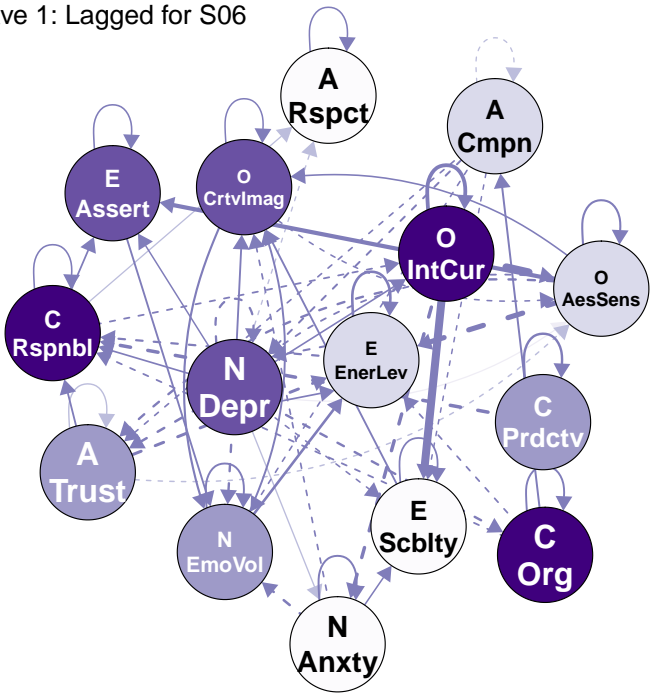 ve 1: Lagged for S06
A
Rspct
A
Cmpn
E
Assert
O
CrtvImag
O
IntCur
O
AesSens
C
Rspnbl
E
EnerLev
N
Depr
C
Prdctv
A
Trust
E
Scblty
N
EmoVol
C
Org
N
Anxty